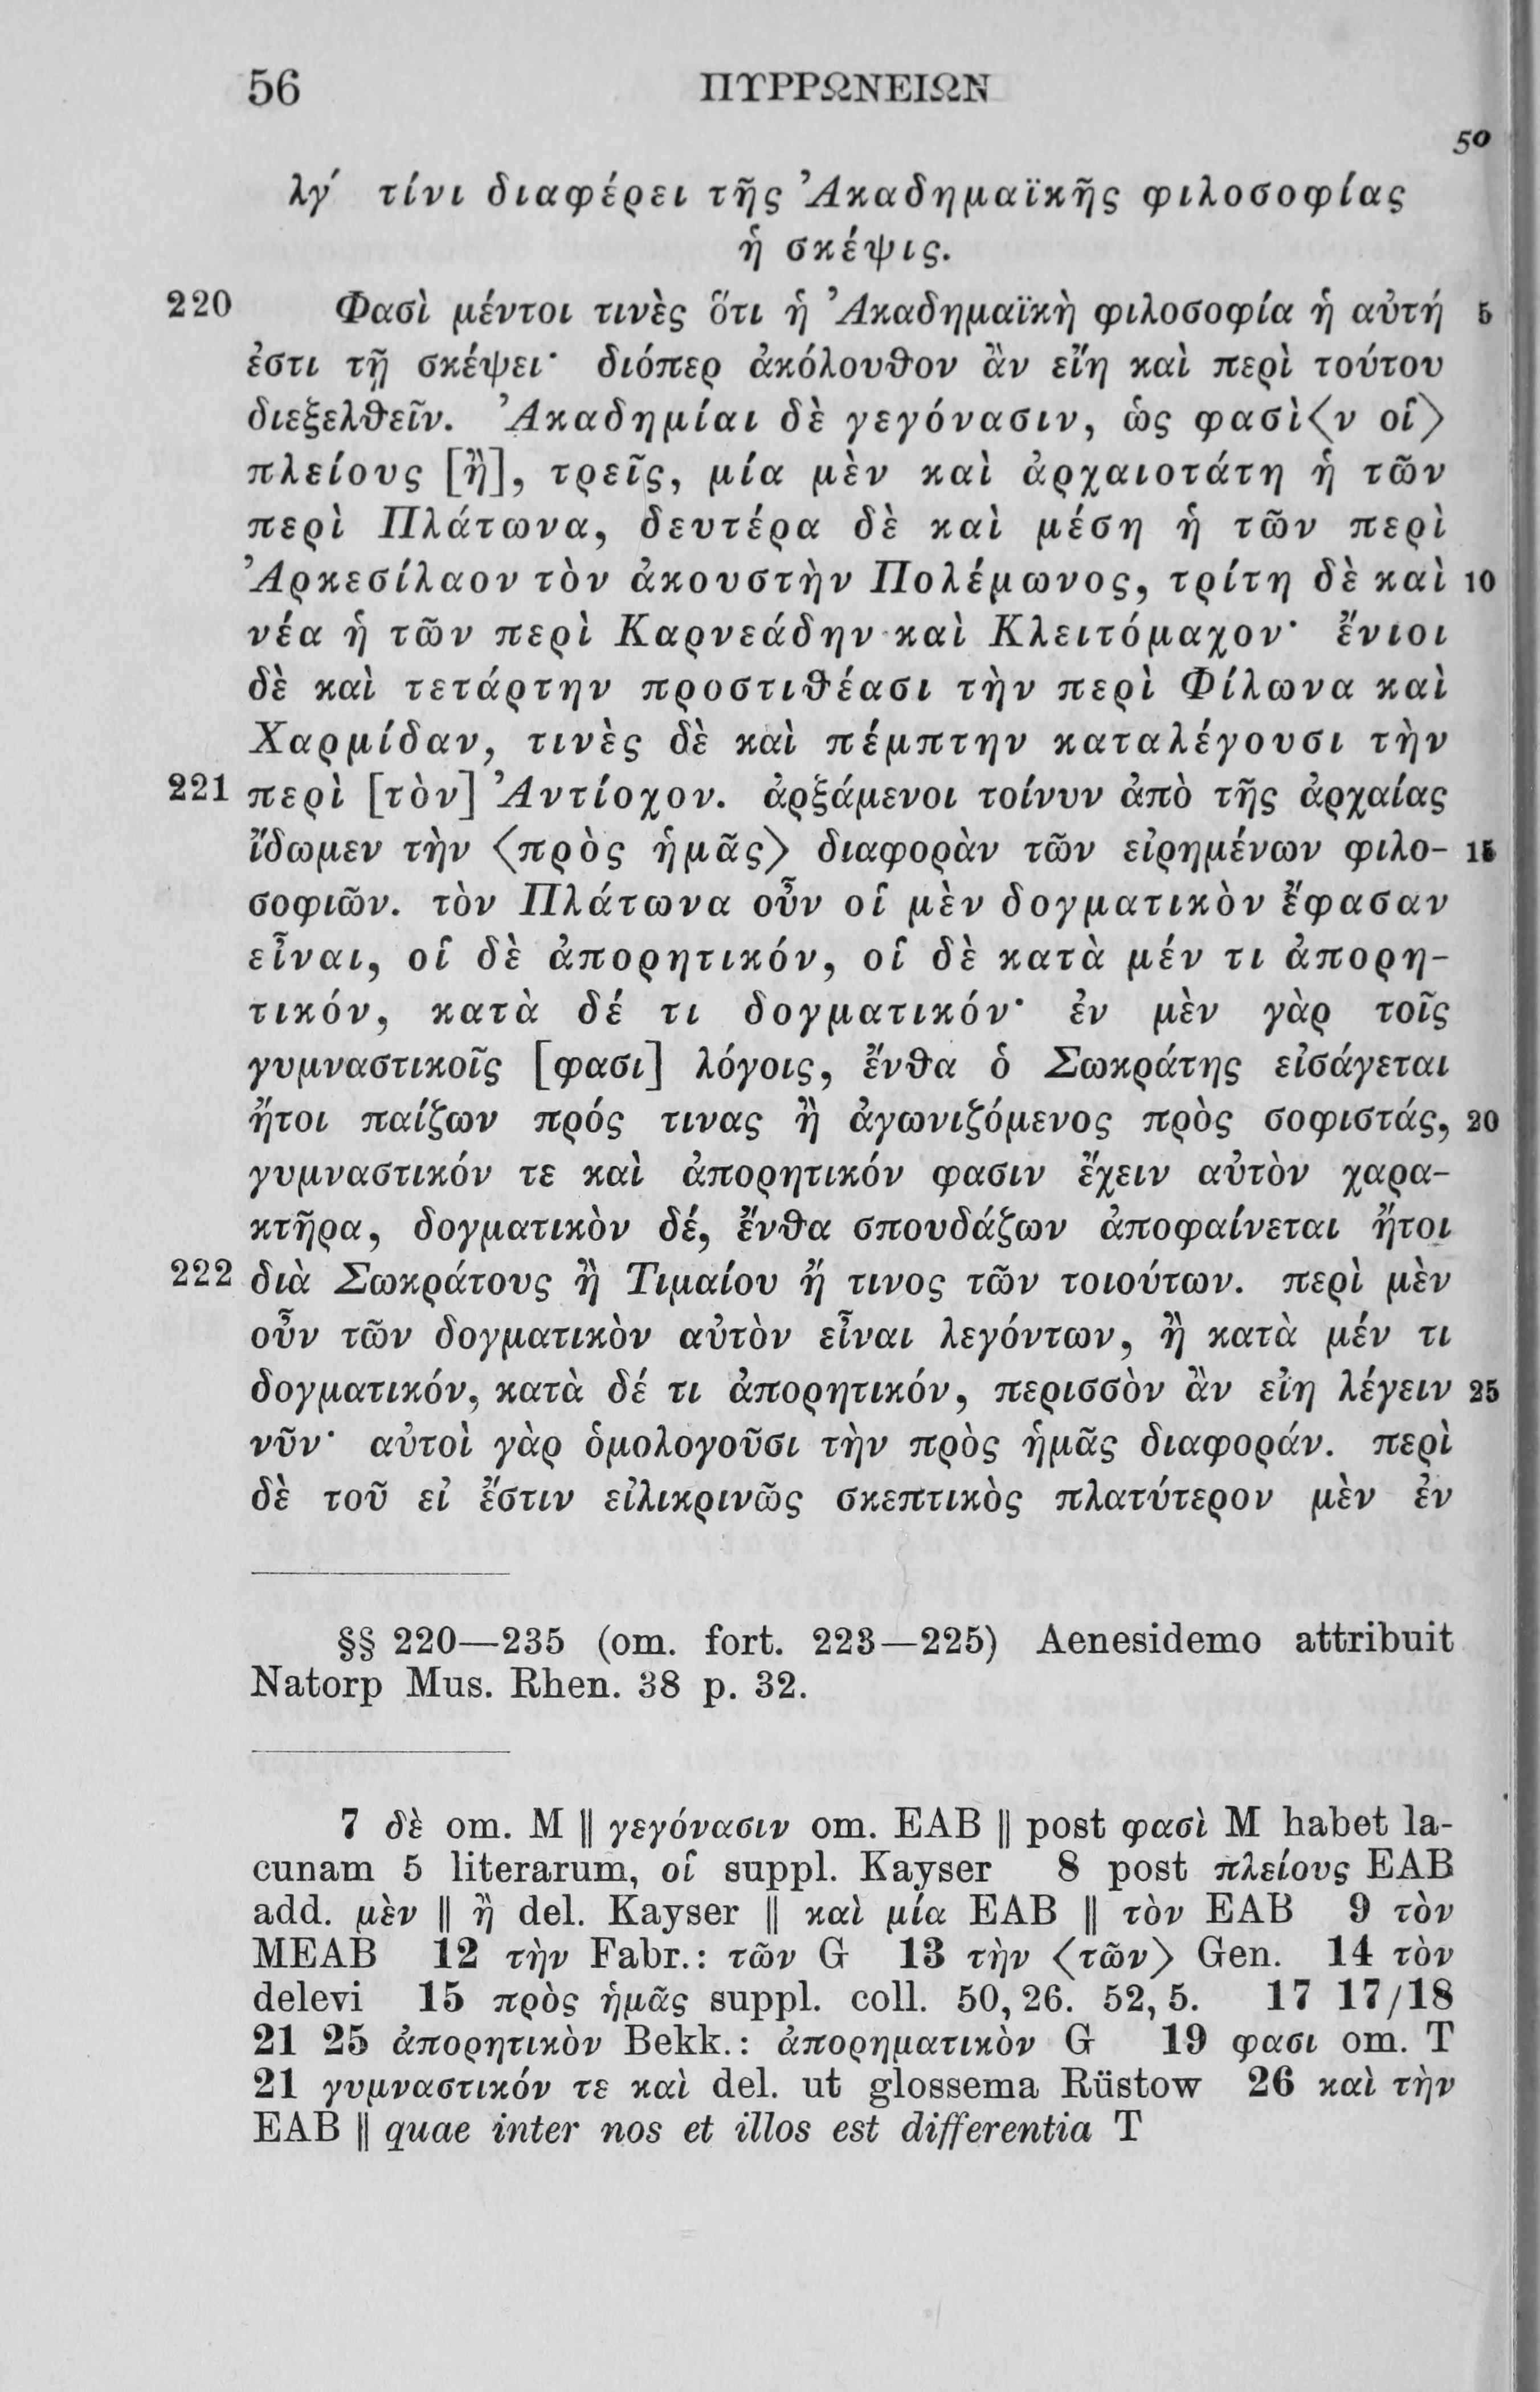 56 ΠΥΡΡΩΝΕΙΩΝ
50
λγ΄ τίνι διαφέρει τῆς Ἀκαδημαϊκῆς φιλοσοφίας
ἡ σκέψις.
220 Φασὶ μέντοι τινὲς ὅτι ἡ Ἀκαδημαϊκὴ φιλοσοφία ἡ αὐτή 5
ἐστι τῇ σκέψει· διόπερ ἀκόλουθον ἂν εἴη καὶ περὶ τούτου
διεξελθεῖν. Ἀκαδημίαι δὲ γεγόνασιν, ὡς φασὶ⟨ν οἱ⟩
πλείους [ἢ], τρεῖς, μία μὲν καὶ ἀρχαιοτάτη ἡ τῶν
περὶ Πλάτωνα, δευτέρα δὲ καὶ μέση ἡ τῶν περὶ
Ἀρκεσίλαον τὸν ἀκουστὴν Πολέμωνος, τρίτη δὲ καὶ 10
νέα ἡ τῶν περὶ Καρνεάδην καὶ Κλειτόμαχον· ἔνιοι
δὲ καὶ τετάρτην προστιθέασι τὴν περὶ Φίλωνα καὶ
Χαρμίδαν, τινὲς δὲ καὶ πέμπτην καταλέγουσι τὴν
221 περὶ [τὸν] Ἀντίοχον. ἀρξάμενοι τοίνυν ἀπὸ τῆς ἀρχαίας
ἴδωμεν τὴν ⟨πρὸς ἡμᾶς⟩ διαφορὰν τῶν εἰρημένων φιλο- 15
σοφιῶν. τὸν Πλάτωνα οὖν οἱ μὲν δογματικὸν ἔφασαν
εἶναι, οἱ δὲ ἀπορητικόν, οἱ δὲ κατὰ μέν τι ἀπορη-
τικόν, κατὰ δέ τι δογματικόν· ἐν μὲν γὰρ τοῖς
γυμναστικοῖς [φασι] λόγοις, ἔνθα ὁ Σωκράτης εἰσάγεται
ἤτοι παίζων πρός τινας ἢ ἀγωνιζόμενος πρὸς σοφιστάς, 20
γυμναστικόν τε καὶ ἀπορητικόν φασιν ἔχειν αὐτὸν χαρα-
κτῆρα, δογματικὸν δέ, ἔνθα σπουδάζων ἀποφαίνεται ἤτοι
222 διὰ Σωκράτους ἢ Τιμαίου ἤ τινος τῶν τοιούτων. περὶ μὲν
οὖν τῶν δογματικὸν αὐτὸν εἶναι λεγόντων, ἢ κατὰ μέν τι
δογματικόν, κατὰ δέ τι ἀπορητικόν, περισσὸν ἂν εἴη λέγειν 25
νῦν· αὐτοὶ γὰρ ὁμολογοῦσι τὴν πρὸς ἡμᾶς διαφοράν. περὶ
δὲ τοῦ εἰ ἔστιν εἰλικρινῶς σκεπτικὸς πλατύτερον μὲν ἐν
§§ 220—235 (om. fort. 223—225) Aenesidemo attribuit
Natorp Mus. Rhen. 38 p. 32.
7 δὲ om. M || γεγόνασιν om. EAB || post φασὶ M habet la-
cunam 5 literarum, οἱ suppl. Kayser 8 post πλείους EAB
add. μὲν || ἢ del. Kayser || καὶ μία EAB || τὸν EAB 9 τὸν
MEAB 12 τὴν Fabr.: τῶν G 13 τὴν ⟨τῶν⟩ Gen. 14 τὸν
delevi 15 πρὸς ἡμᾶς suppl. coll. 50, 26. 52, 5. 17 17/18
21 25 ἀπορητικὸν Bekk.: ἀπορηματικὸν G 19 φασι om. T
21 γυμναστικόν τε καὶ del. ut glossema Rüstow 26 καὶ τὴν
EAB || quae inter nos et illos est differentia T